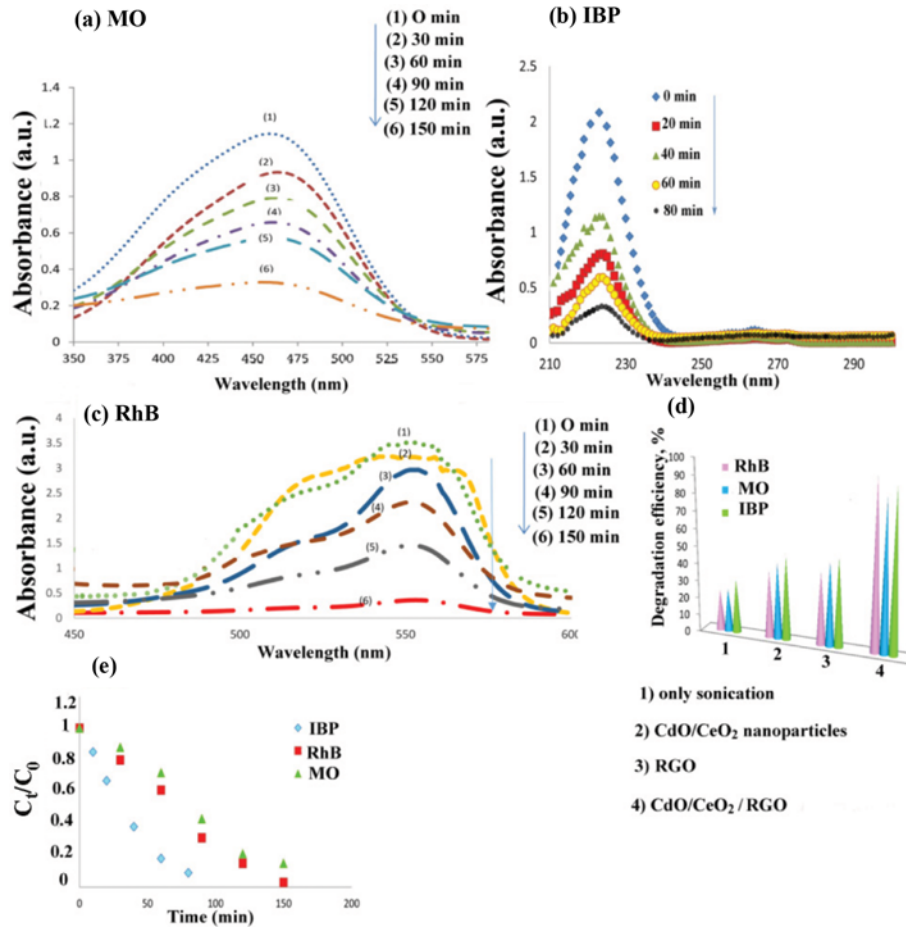 (a) MO
(1) O min
(2) 30 min
(3) 60 min
(4) 90 min
(5) 120 min
(6) 150 min
Absorbance (a.u.)
1.4
1.2
1
0.8
0.6
0.4
0.2
0
(1)
(2)
(3)
(4)
(5)
(6)
350
375
400
425
450
475
500
525
550
575
Wavelength (nm)
(b) IBP
Absorbance (a.u.)
2.5
2
1.5
1
0.5
0
0 min
20 min
40 min
60 min
80 min
210
230
250
270
290
Wavelength (nm)
(c) RhB
(1) O min
(2) 30 min
(3) 60 min
(4) 90 min
(5) 120 min
(6) 150 min
Absorbance (a.u.)
4
3.5
3
2.5
2
1.5
1
0.5
0
(1)
(2)
(3)
(4)
(5)
(6)
450
500
550
600
Wavelength (nm)
(d)
Degradation efficiency, %
100
90
80
70
60
50
40
30
20
10
0
RhB
MO
IBP
1
2
3
4
1) only sonication
2) CdO/CeO₂ nanoparticles
3) RGO
4) CdO/CeO₂ / RGO
(e)
Cₜ/C₀
1.2
1
0.8
0.6
0.4
0.2
0
IBP
RhB
MO
0
50
100
150
200
Time (min)